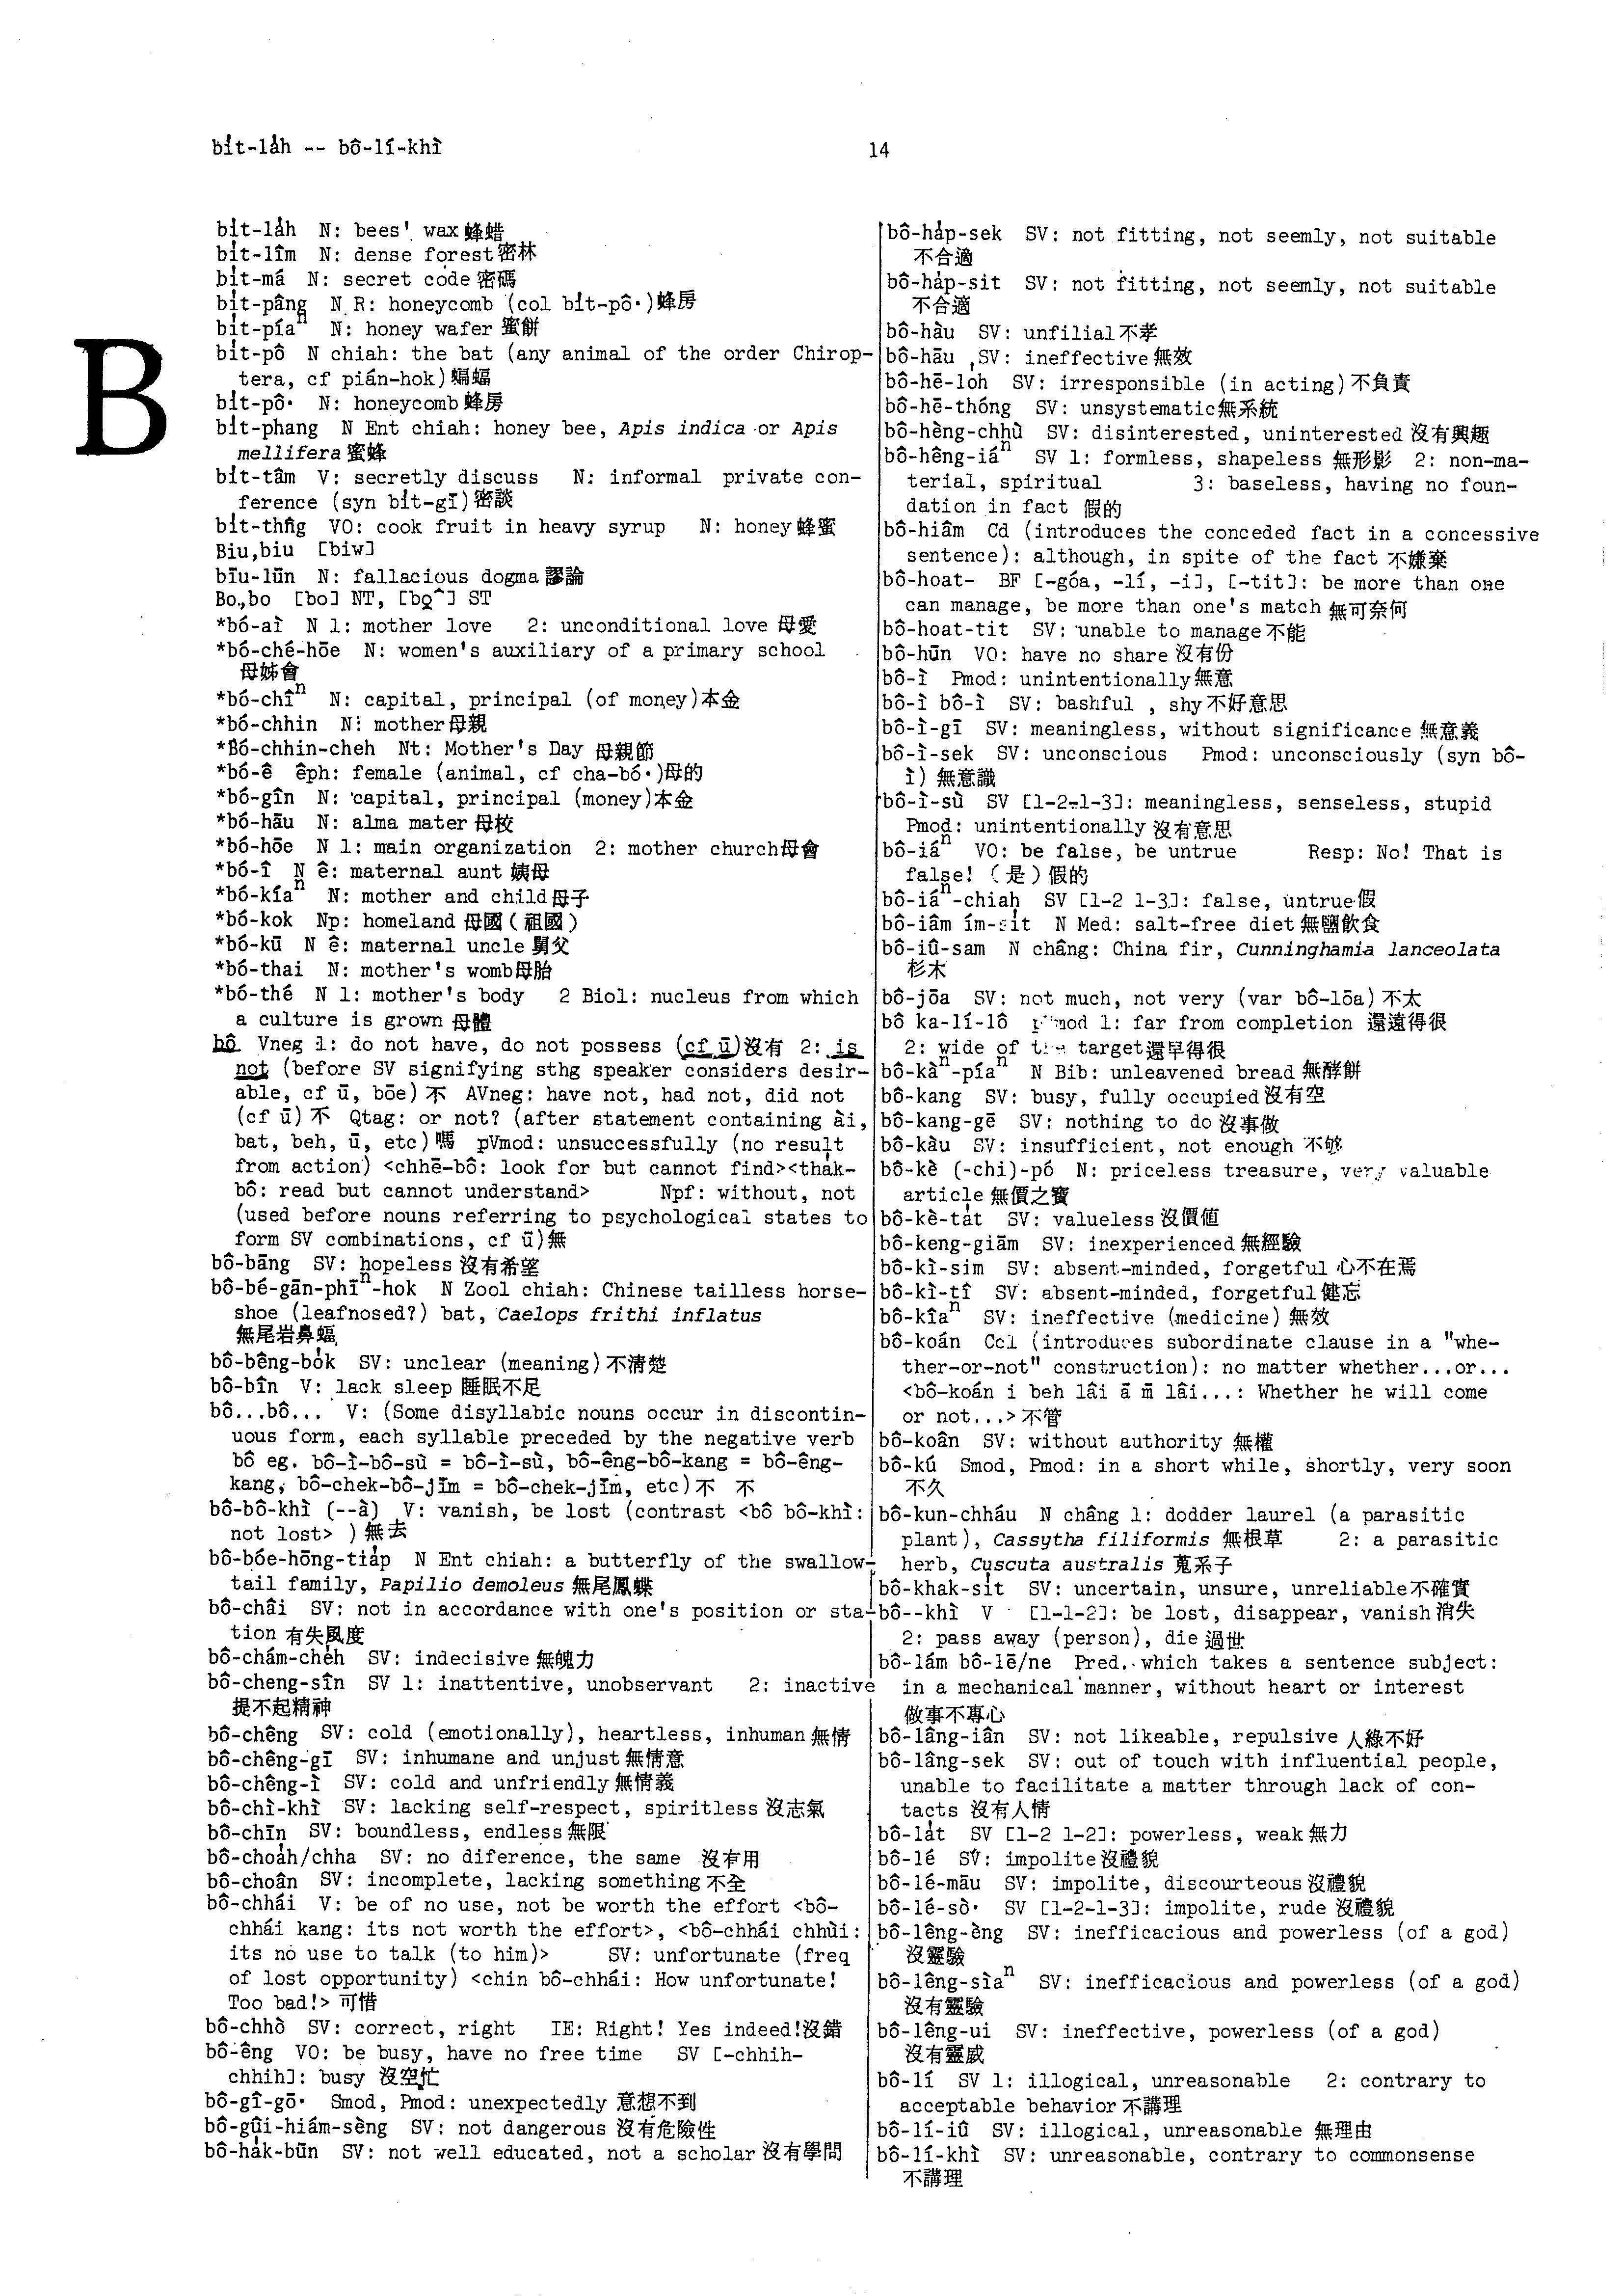 bi̍t-la̍h -- bô-lí-khì
14
B
bi̍t-la̍h N: bees' wax 蜂蜡
bi̍t-lîm N: dense forest 密林
bi̍t-má N: secret code 密碼
bi̍t-pâng N R: honeycomb (col bi̍t-pô·) 蜂房
bi̍t-píaⁿ N: honey wafer 蜜餅
bi̍t-pô N chiah: the bat (any animal of the order Chirop-
tera, cf pián-hok) 蝙蝠
bi̍t-pô· N: honeycomb 蜂房
bi̍t-phang N Ent chiah: honey bee, Apis indica or Apis
mellifera 蜜蜂
bi̍t-tâm V: secretly discuss N: informal private con-
ference (syn bi̍t-gī) 密談
bi̍t-thn̂g VO: cook fruit in heavy syrup N: honey 蜂蜜
Biu,biu [biw]
bīu-lūn N: fallacious dogma 謬論
Bo,bo [bo] NT, [bo̜^] ST
*bó-aì N 1: mother love 2: unconditional love 母愛
*bó-ché-hōe N: women's auxiliary of a primary school
母姊會
*bó-chîⁿ N: capital, principal (of money) 本金
*bó-chhin N: mother 母親
*Bó-chhin-cheh Nt: Mother's Day 母親節
*bó-ê êph: female (animal, cf cha-bó·) 母的
*bó-gîn N: capital, principal (money) 本金
*bó-hāu N: alma mater 母校
*bó-hōe N 1: main organization 2: mother church 母會
*bó-î N ê: maternal aunt 姨母
*bó-kíaⁿ N: mother and child 母子
*bó-kok Np: homeland 母國(祖國)
*bó-kū N ê: maternal uncle 舅父
*bó-thai N: mother's womb 母胎
*bó-thé N 1: mother's body 2 Biol: nucleus from which
a culture is grown 母體
bô Vneg 1: do not have, do not possess (cf ū) 沒有 2: is
not (before SV signifying sthg speaker considers desir-
able, cf ū, bōe) 不 AVneg: have not, had not, did not
(cf ū) 不 Qtag: or not? (after statement containing ài,
bat, beh, ū, etc) 嗎 pVmod: unsuccessfully (no result
from action) <chhē-bô: look for but cannot find><tha̍k-
bô: read but cannot understand> Npf: without, not
(used before nouns referring to psychological states to
form SV combinations, cf ū) 無
bô-bāng SV: hopeless 沒有希望
bô-bé-gān-phīⁿ-hok N Zool chiah: Chinese tailless horse-
shoe (leafnosed?) bat, Caelops frithi inflatus
無尾岩鼻蝠
bô-bêng-bo̍k SV: unclear (meaning) 不清楚
bô-bîn V: lack sleep 睡眠不足
bô...bô... V: (Some disyllabic nouns occur in discontin-
uous form, each syllable preceded by the negative verb
bô eg. bô-ì-bô-sù = bô-ì-sù, bô-êng-bô-kang = bô-êng-
kang, bô-chek-bô-jīm = bô-chek-jīm, etc) 不 不
bô-bô-khì (--à) V: vanish, be lost (contrast <bô bô-khì:
not lost> ) 無去
bô-bóe-hōng-tia̍p N Ent chiah: a butterfly of the swallow-
tail family, Papilio demoleus 無尾鳳蝶
bô-châi SV: not in accordance with one's position or sta-
tion 有失風度
bô-chám-che̍h SV: indecisive 無魄力
bô-cheng-sîn SV 1: inattentive, unobservant 2: inactive
提不起精神
bô-chêng SV: cold (emotionally), heartless, inhuman 無情
bô-chêng-gī SV: inhumane and unjust 無情意
bô-chêng-ì SV: cold and unfriendly 無情義
bô-chì-khì SV: lacking self-respect, spiritless 沒志氣
bô-chīn SV: boundless, endless 無限
bô-choa̍h/chha SV: no diference, the same 沒有用
bô-choân SV: incomplete, lacking something 不全
bô-chhái V: be of no use, not be worth the effort <bô-
chhái kang: its not worth the effort>, <bô-chhái chhùi:
its no use to talk (to him)> SV: unfortunate (freq
of lost opportunity) <chin bô-chhái: How unfortunate!
Too bad!> 可惜
bô-chhò SV: correct, right IE: Right! Yes indeed! 沒錯
bô-êng VO: be busy, have no free time SV [-chhih-
chhih]: busy 沒空忙
bô-gî-gō· Smod, Pmod: unexpectedly 意想不到
bô-gûi-hiám-sèng SV: not dangerous 沒有危險性
bô-ha̍k-būn SV: not well educated, not a scholar 沒有學問
bô-ha̍p-sek SV: not fitting, not seemly, not suitable
不合適
bô-ha̍p-sit SV: not fitting, not seemly, not suitable
不合適
bô-hàu SV: unfilial 不孝
bô-hāu SV: ineffective 無效
bô-hē-lo̍h SV: irresponsible (in acting) 不負責
bô-hē-thóng SV: unsystematic 無系統
bô-hèng-chhù SV: disinterested, uninterested 沒有興趣
bô-hêng-iáⁿ SV 1: formless, shapeless 無形影 2: non-ma-
terial, spiritual 3: baseless, having no foun-
dation in fact 假的
bô-hiâm Cd (introduces the conceded fact in a concessive
sentence): although, in spite of the fact 不嫌棄
bô-hoat- BF [-góa, -lí, -i], [-tit]: be more than one
can manage, be more than one's match 無可奈何
bô-hoat-tit SV: unable to manage 不能
bô-hūn VO: have no share 沒有份
bô-ì Pmod: unintentionally 無意
bô-ì bô-ì SV: bashful , shy 不好意思
bô-ì-gī SV: meaningless, without significance 無意義
bô-ì-sek SV: unconscious Pmod: unconsciously (syn bô-
ì) 無意識
bô-ì-sù SV [1-2-1-3]: meaningless, senseless, stupid
Pmod: unintentionally 沒有意思
bô-iáⁿ VO: be false, be untrue Resp: No! That is
false! (是) 假的
bô-iáⁿ-chiah SV [1-2 1-3]: false, untrue 假
bô-iâm ím-si̍t N Med: salt-free diet 無鹽飲食
bô-iû-sam N châng: China fir, Cunninghamia lanceolata
杉木
bô-jōa SV: not much, not very (var bô-lōa) 不太
bô ka-lí-lô mod 1: far from completion 還遠得很
2: wide of the target 還早得很
bô-kàⁿ-píaⁿ N Bib: unleavened bread 無酵餅
bô-kang SV: busy, fully occupied 沒有空
bô-kang-gē SV: nothing to do 沒事做
bô-kàu SV: insufficient, not enough 不够
bô-kè (-chi)-pó N: priceless treasure, very valuable
article 無價之寶
bô-kè-ta̍t SV: valueless 沒價值
bô-keng-giām SV: inexperienced 無經驗
bô-kì-sim SV: absent-minded, forgetful 心不在焉
bô-kì-tî SV: absent-minded, forgetful 健忘
bô-kîaⁿ SV: ineffective (medicine) 無效
bô-koán Ccl (introduces subordinate clause in a "whe-
ther-or-not" construction): no matter whether...or...
<bô-koán i beh lâi ā m̄ lâi...: Whether he will come
or not...> 不管
bô-koân SV: without authority 無權
bô-kú Smod, Pmod: in a short while, shortly, very soon
不久
bô-kun-chháu N châng 1: dodder laurel (a parasitic
plant), Cassytha filiformis 無根草 2: a parasitic
herb, Cuscuta australis 蒐系子
bô-khak-si̍t SV: uncertain, unsure, unreliable 不確實
bô--khì V [1-1-2]: be lost, disappear, vanish 消失
2: pass away (person), die 過世
bô-lám bô-lē/ne Pred. which takes a sentence subject:
in a mechanical manner, without heart or interest
做事不專心
bô-lâng-iân SV: not likeable, repulsive 人緣不好
bô-lâng-sek SV: out of touch with influential people,
unable to facilitate a matter through lack of con-
tacts 沒有人情
bô-la̍t SV [1-2 1-2]: powerless, weak 無力
bô-lé SV: impolite 沒禮貌
bô-lé-māu SV: impolite, discourteous 沒禮貌
bô-lé-sò· SV [1-2-1-3]: impolite, rude 沒禮貌
bô-lêng-èng SV: inefficacious and powerless (of a god)
沒靈驗
bô-lêng-sìaⁿ SV: inefficacious and powerless (of a god)
沒有靈驗
bô-lêng-ui SV: ineffective, powerless (of a god)
沒有靈威
bô-lí SV 1: illogical, unreasonable 2: contrary to
acceptable behavior 不講理
bô-lí-iû SV: illogical, unreasonable 無理由
bô-lí-khì SV: unreasonable, contrary to commonsense
不講理